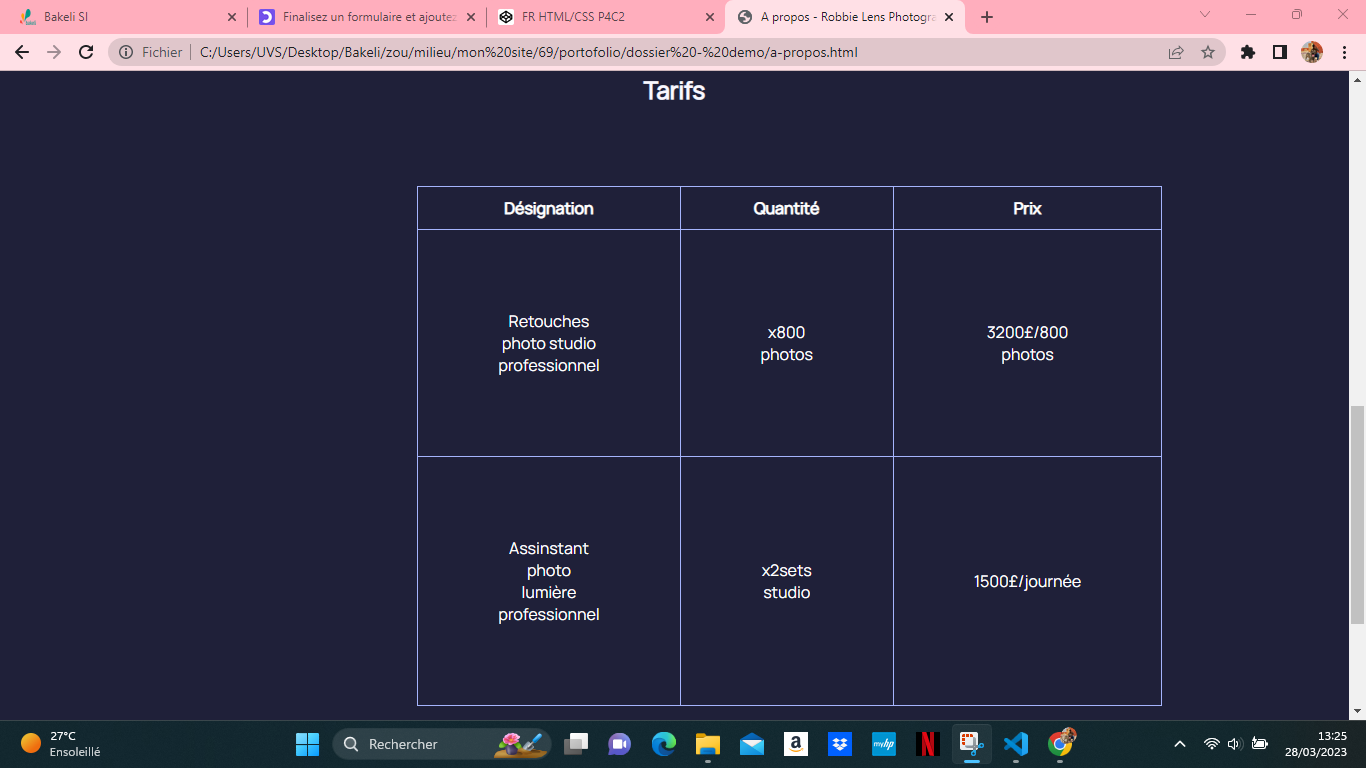 Bakeli SI
Finalisez un formulaire et ajoutez
FR HTML/CSS P4C2
A propos - Robbie Lens Photogra
Fichier
C:/Users/UVS/Desktop/Bakeli/zou/milieu/mon%20site/69/portofolio/dossier%20-%20demo/a-propos.html
Tarifs
Désignation
Quantité
Prix
Retouches
photo studio
professionnel
x800
photos
3200£/800
photos
Assinstant
photo
lumière
professionnel
x2sets
studio
1500£/journée
27°C
Ensoleillé
Rechercher
a
myhp
N
13:25
28/03/2023